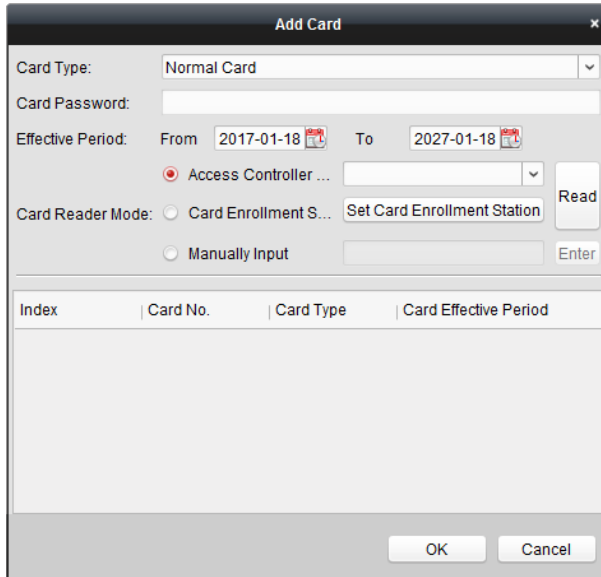 Add Card ×
Card Type: Normal Card
Card Password:
Effective Period: From 2017-01-18 To 2027-01-18
Access Controller ...
Read
Card Reader Mode: Card Enrollment S... Set Card Enrollment Station
Manually Input Enter
Index Card No. Card Type Card Effective Period
OK Cancel